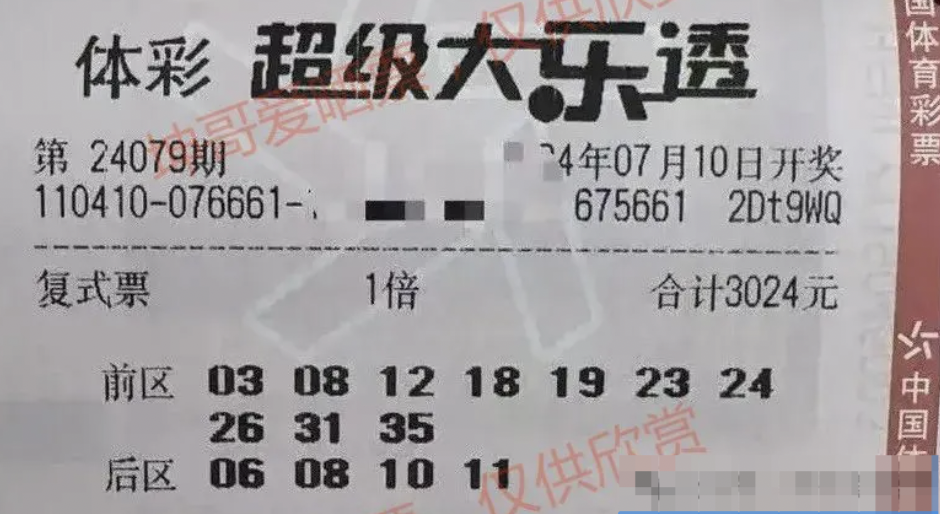 体彩 超级大乐透
第 24079期 24年07月10日开奖
110410-076661- 675661 2Dt9WQ
复式票 1倍 合计3024元
前区 03 08 12 18 19 23 24
26 31 35
后区 06 08 10 11
坤哥爱晒票 仅供欣赏
仅供欣赏
国体育彩票
中国体